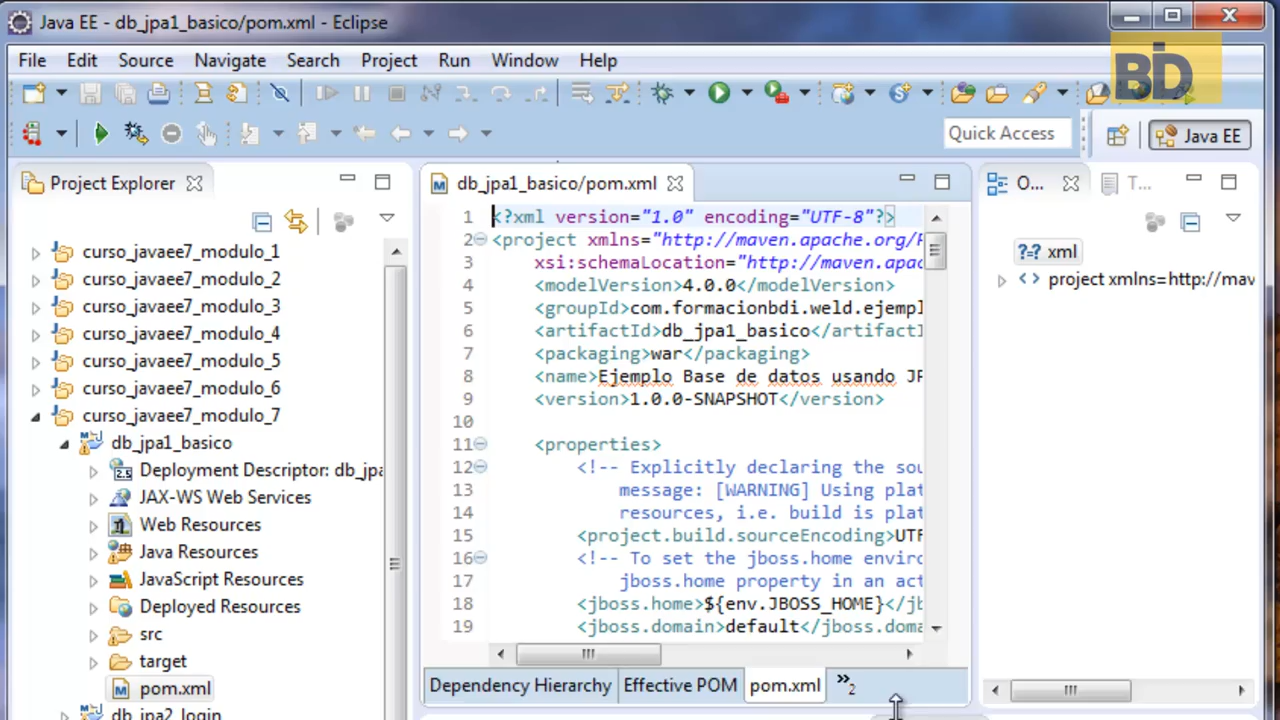 Java EE - db_jpa1_basico/pom.xml - Eclipse
File Edit Source Navigate Search Project Run Window Help
BD
Quick Access
Java EE
Project Explorer
db_jpa1_basico/pom.xml
O...
T...
curso_javaee7_modulo_1
curso_javaee7_modulo_2
curso_javaee7_modulo_3
curso_javaee7_modulo_4
curso_javaee7_modulo_5
curso_javaee7_modulo_6
curso_javaee7_modulo_7
db_jpa1_basico
Deployment Descriptor: db_jpa
JAX-WS Web Services
Web Resources
Java Resources
JavaScript Resources
Deployed Resources
src
target
pom.xml
db_jpa2_login
1 <?xml version="1.0" encoding="UTF-8"?>
2 <project xmlns="http://maven.apache.org/P
3 xsi:schemaLocation="http://maven.apac
4 <modelVersion>4.0.0</modelVersion>
5 <groupId>com.formacionbdi.weld.ejempl
6 <artifactId>db_jpa1_basico</artifactI
7 <packaging>war</packaging>
8 <name>Ejemplo Base de datos usando JP
9 <version>1.0.0-SNAPSHOT</version>
10
11 <properties>
12 <!-- Explicitly declaring the sou
13 message: [WARNING] Using plat
14 resources, i.e. build is plat
15 <project.build.sourceEncoding>UTF
16 <!-- To set the jboss.home enviro
17 jboss.home property in an act
18 <jboss.home>${env.JBOSS_HOME}</jb
19 <jboss.domain>default</jboss.doma
Dependency Hierarchy
Effective POM
pom.xml
»2
?=? xml
<> project xmlns=http://mav